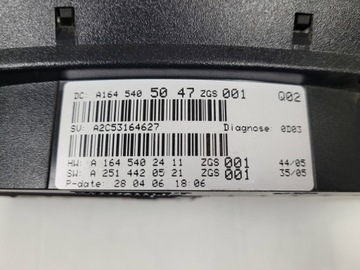 DC: A164 540 50 47 ZGS 001 Q02
SV: A2C53164627 Diagnose: 0D03
HW: A 164 540 24 11 ZGS 001 44/05
SW: A 251 442 05 21 ZGS 001 35/05
P-date: 28 04 06 18:06